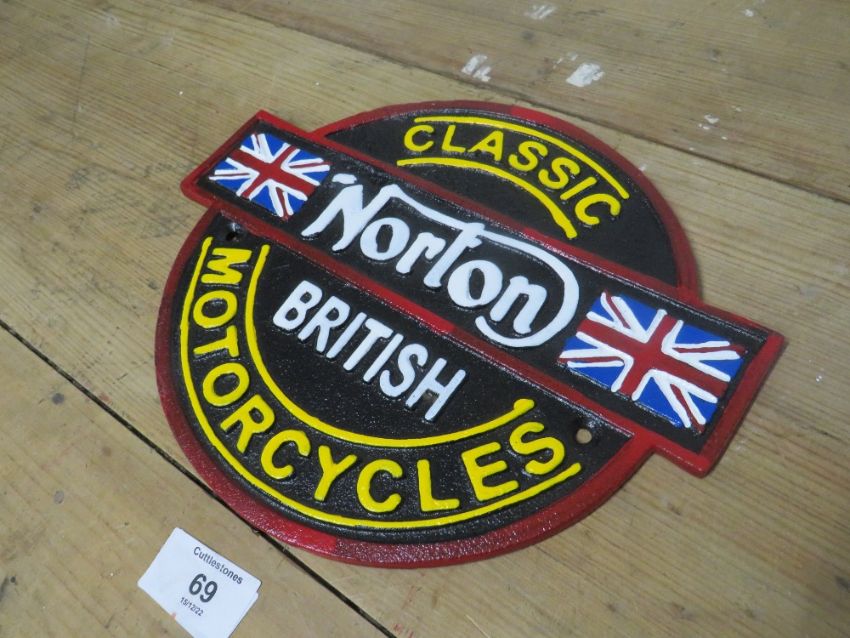 CLASSIC
Norton
BRITISH
MOTORCYCLES
Cuttlestones
69
15/12/22